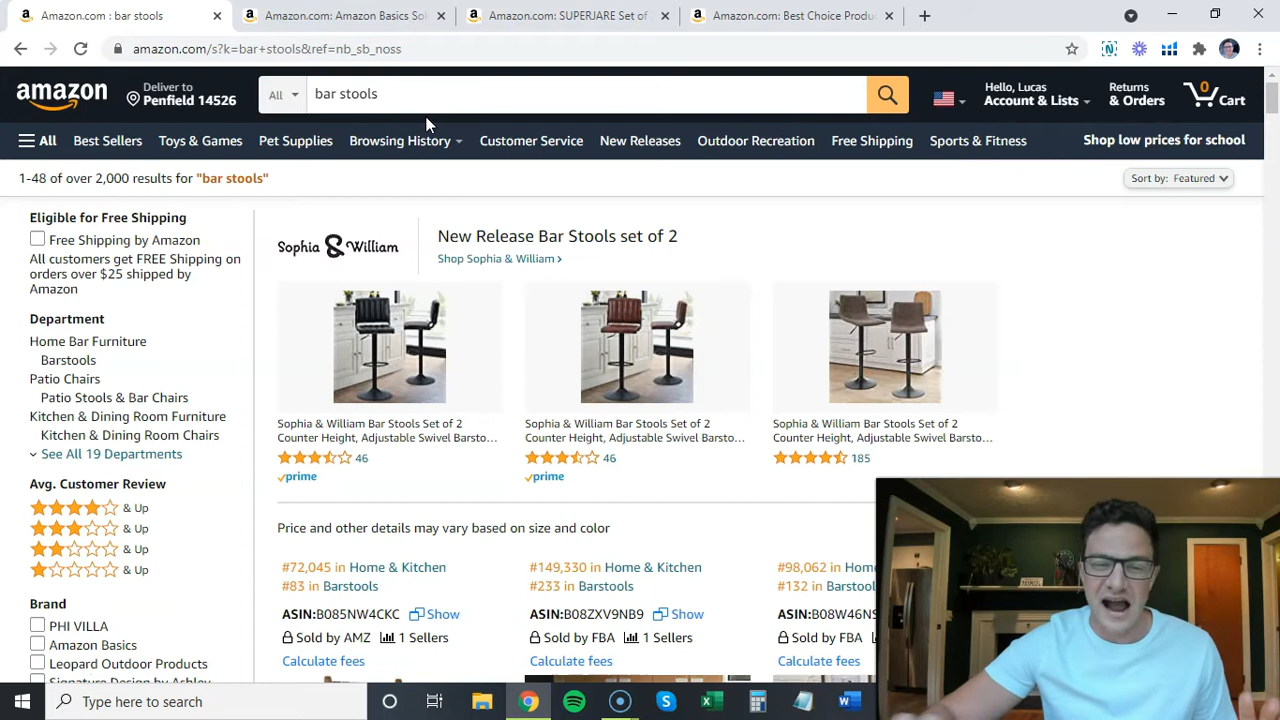 Amazon.com : bar stools
Amazon.com: Amazon Basics Sol
Amazon.com: SUPERJARE Set of
Amazon.com: Best Choice Produ
amazon.com/s?k=bar+stools&ref=nb_sb_noss
amazon
Deliver to
Penfield 14526
All
bar stools
Hello, Lucas
Account & Lists
Returns
& Orders
0
Cart
All
Best Sellers
Toys & Games
Pet Supplies
Browsing History
Customer Service
New Releases
Outdoor Recreation
Free Shipping
Sports & Fitness
Shop low prices for school
1-48 of over 2,000 results for "bar stools"
Sort by: Featured
Eligible for Free Shipping
Free Shipping by Amazon
All customers get FREE Shipping on
orders over $25 shipped by
Amazon
Department
Home Bar Furniture
Barstools
Patio Chairs
Patio Stools & Bar Chairs
Kitchen & Dining Room Furniture
Kitchen & Dining Room Chairs
See All 19 Departments
Avg. Customer Review
& Up
& Up
& Up
& Up
Brand
PHI VILLA
Amazon Basics
Leopard Outdoor Products
Signature Design by Ashley
Sophia & William
New Release Bar Stools set of 2
Shop Sophia & William
Sophia & William Bar Stools Set of 2
Counter Height, Adjustable Swivel Barsto...
46
prime
Sophia & William Bar Stools Set of 2
Counter Height, Adjustable Swivel Barsto...
46
prime
Sophia & William Bar Stools Set of 2
Counter Height, Adjustable Swivel Barsto...
185
Price and other details may vary based on size and color
#72,045 in Home & Kitchen
#83 in Barstools
ASIN:B085NW4CKC Show
Sold by AMZ 1 Sellers
Calculate fees
#149,330 in Home & Kitchen
#233 in Barstools
ASIN:B08ZXV9NB9 Show
Sold by FBA 1 Sellers
Calculate fees
#98,062 in Hom
#132 in Barstool
ASIN:B08W46NS
Sold by FBA
Calculate fees
Type here to search